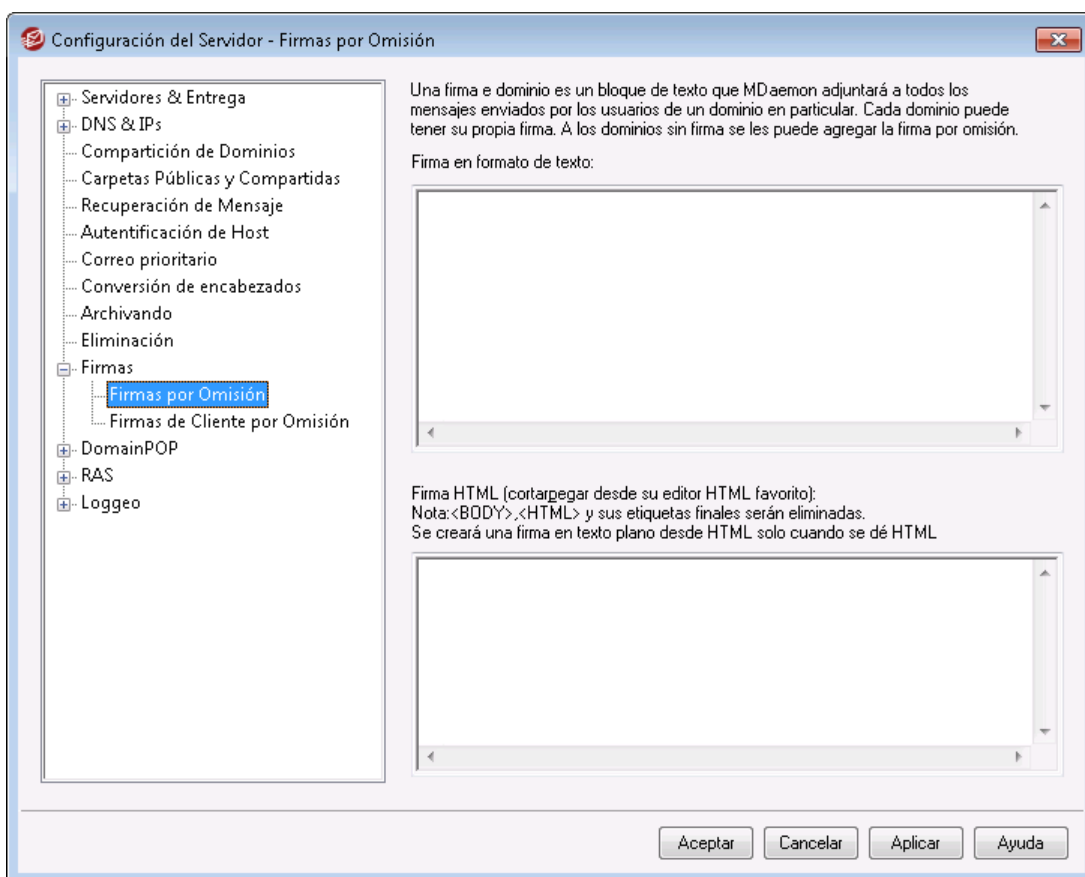 Configuración del Servidor - Firmas por Omisión
Servidores & Entrega
DNS & IPs
Compartición de Dominios
Carpetas Públicas y Compartidas
Recuperación de Mensaje
Autentificación de Host
Correo prioritario
Conversión de encabezados
Archivando
Eliminación
Firmas
Firmas por Omisión
Firmas de Cliente por Omisión
DomainPOP
RAS
Loggeo
Una firma e dominio es un bloque de texto que MDaemon adjuntará a todos los
mensajes enviados por los usuarios de un dominio en particular. Cada dominio puede
tener su propia firma. A los dominios sin firma se les puede agregar la firma por omisión.
Firma en formato de texto:
Firma HTML (cortarpegar desde su editor HTML favorito):
Nota:<BODY>,<HTML> y sus etiquetas finales serán eliminadas.
Se creará una firma en texto plano desde HTML solo cuando se dé HTML
Aceptar
Cancelar
Aplicar
Ayuda